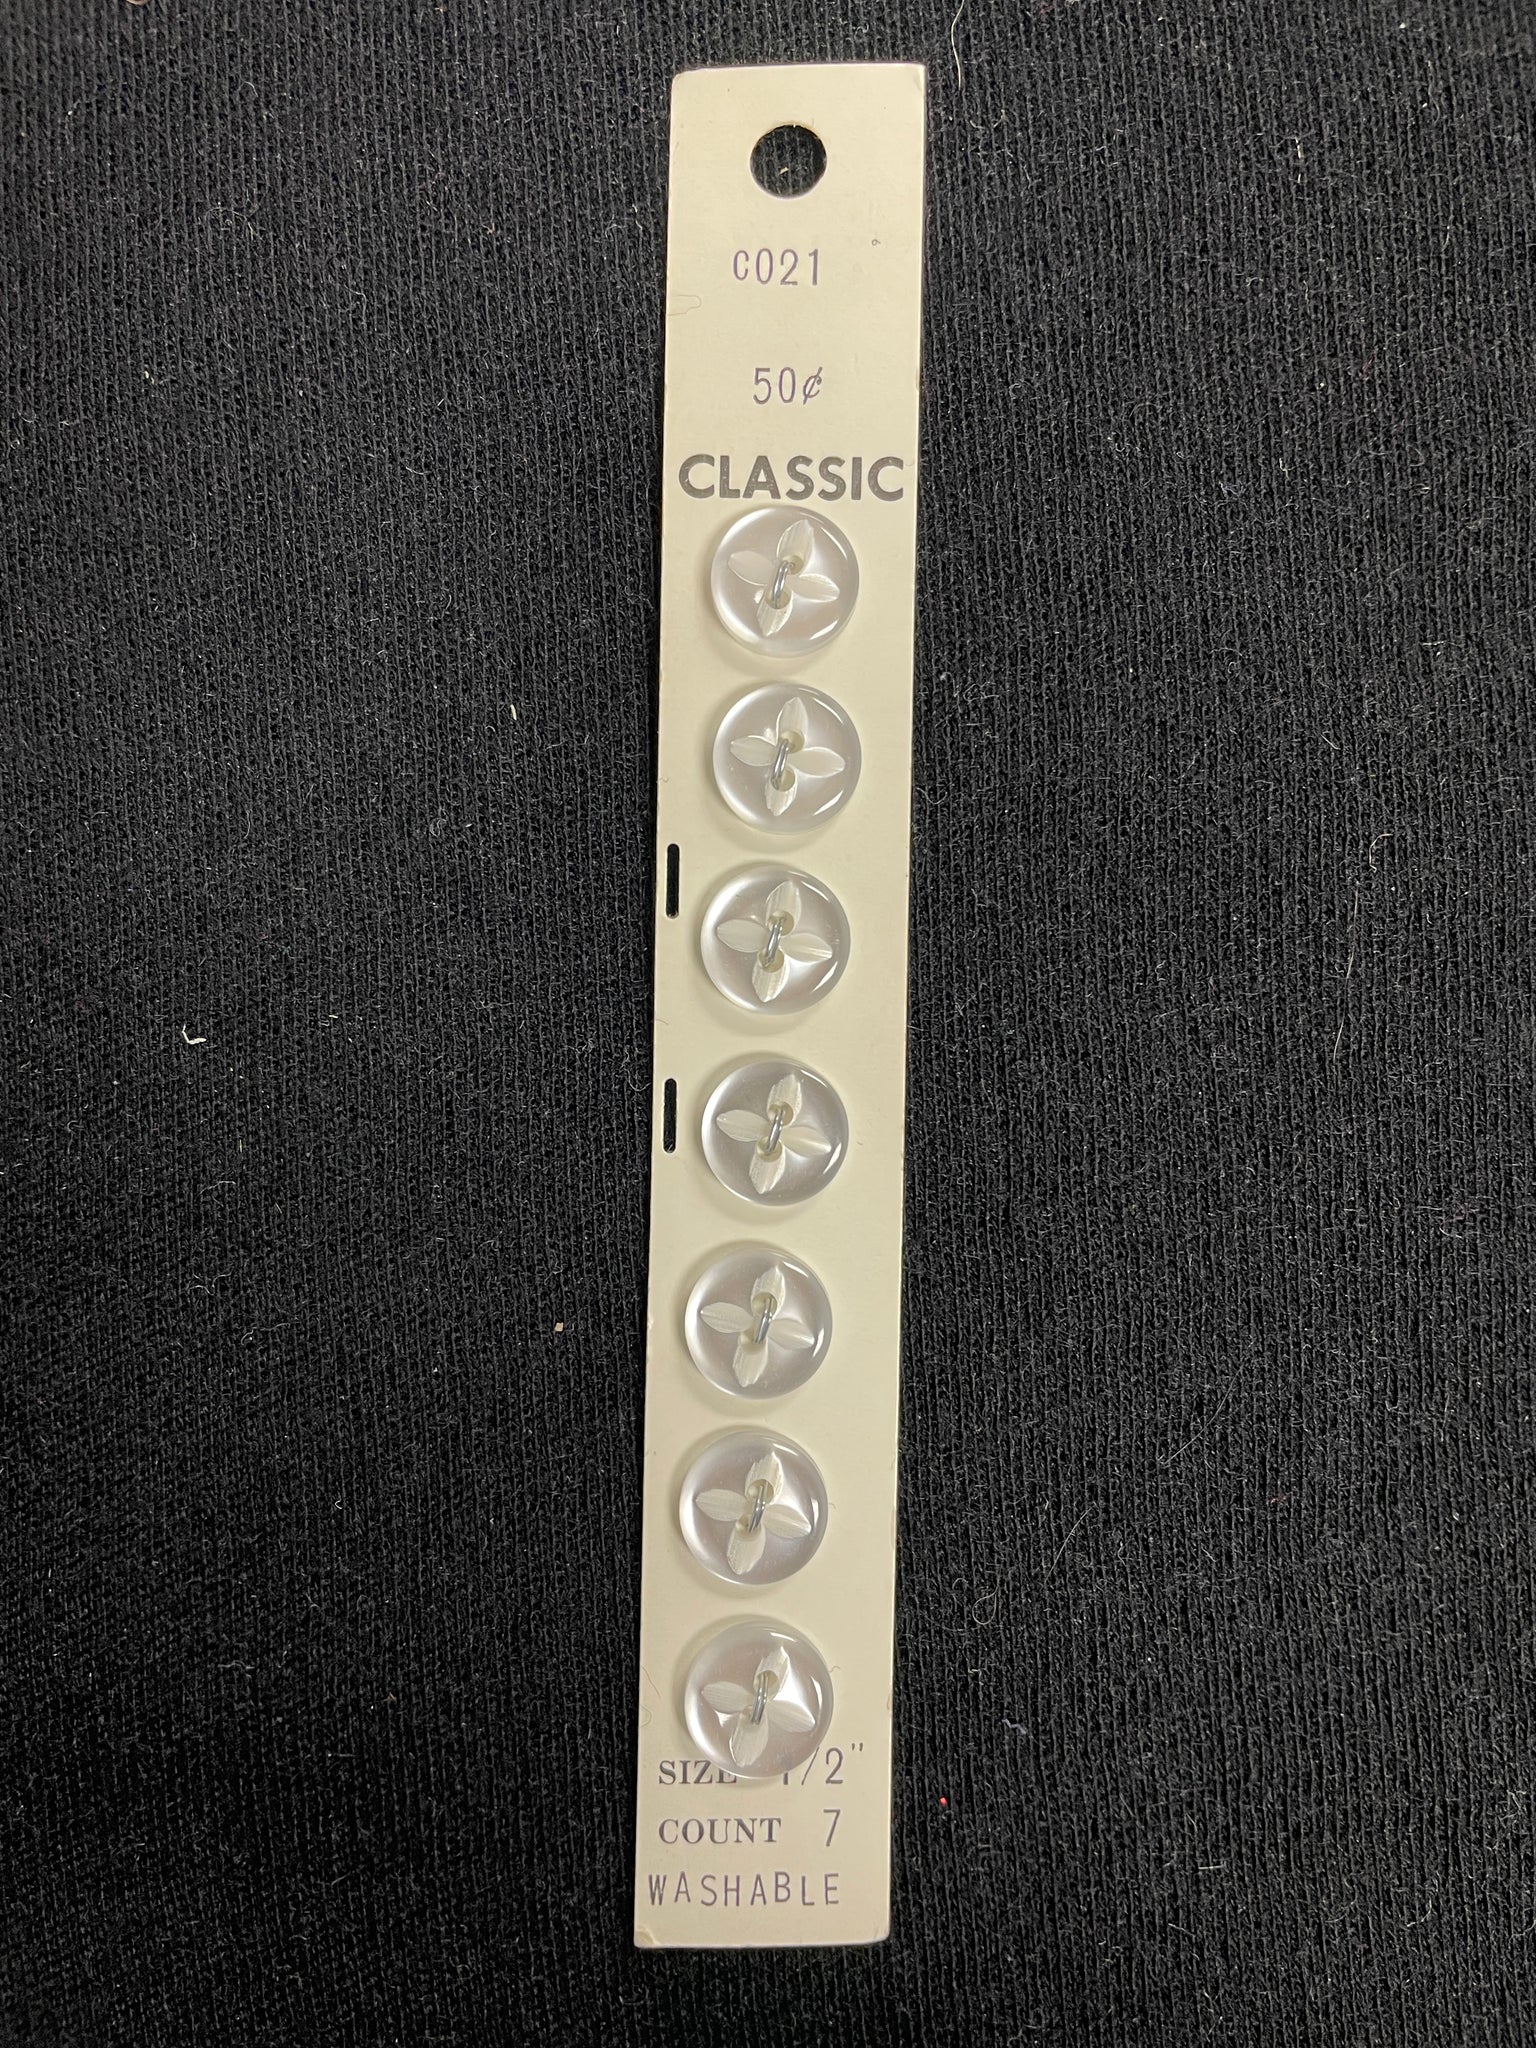 C021
50¢
CLASSIC
SIZE 1/2"
COUNT 7
WASHABLE